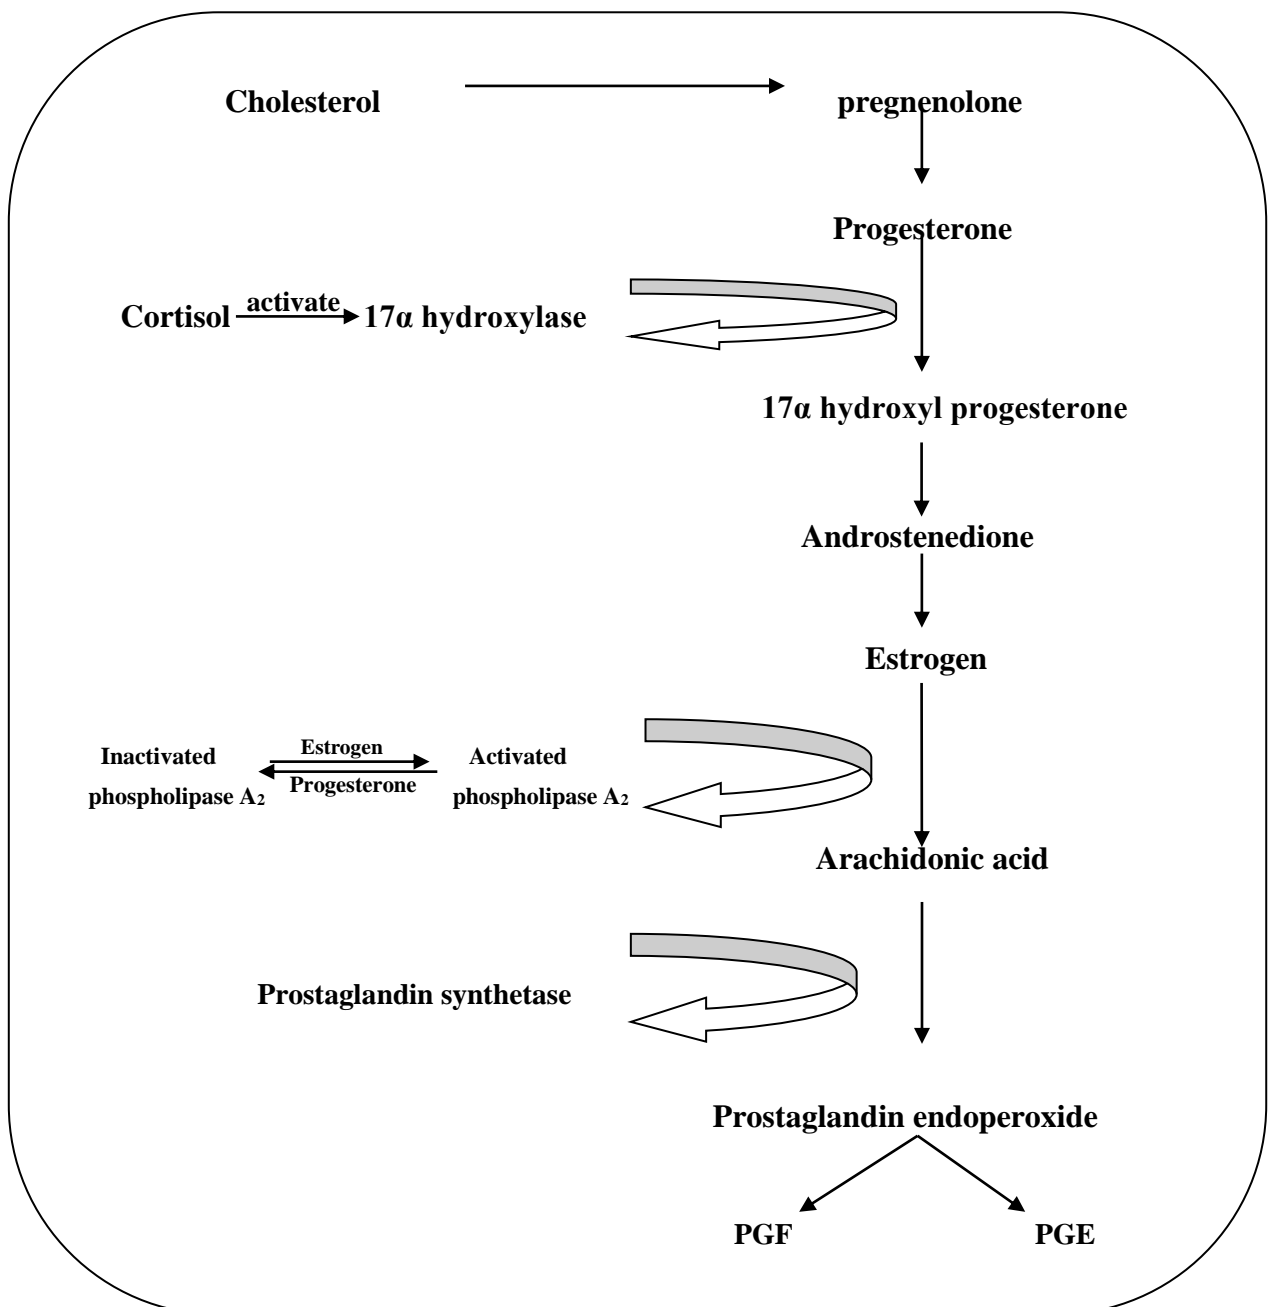 Cholesterol
pregnenolone
Progesterone
Cortisol activate 17α hydroxylase
17α hydroxyl progesterone
Androstenedione
Estrogen
Inactivated
phospholipase A₂
Estrogen
Progesterone
Activated
phospholipase A₂
Arachidonic acid
Prostaglandin synthetase
Prostaglandin endoperoxide
PGF
PGE